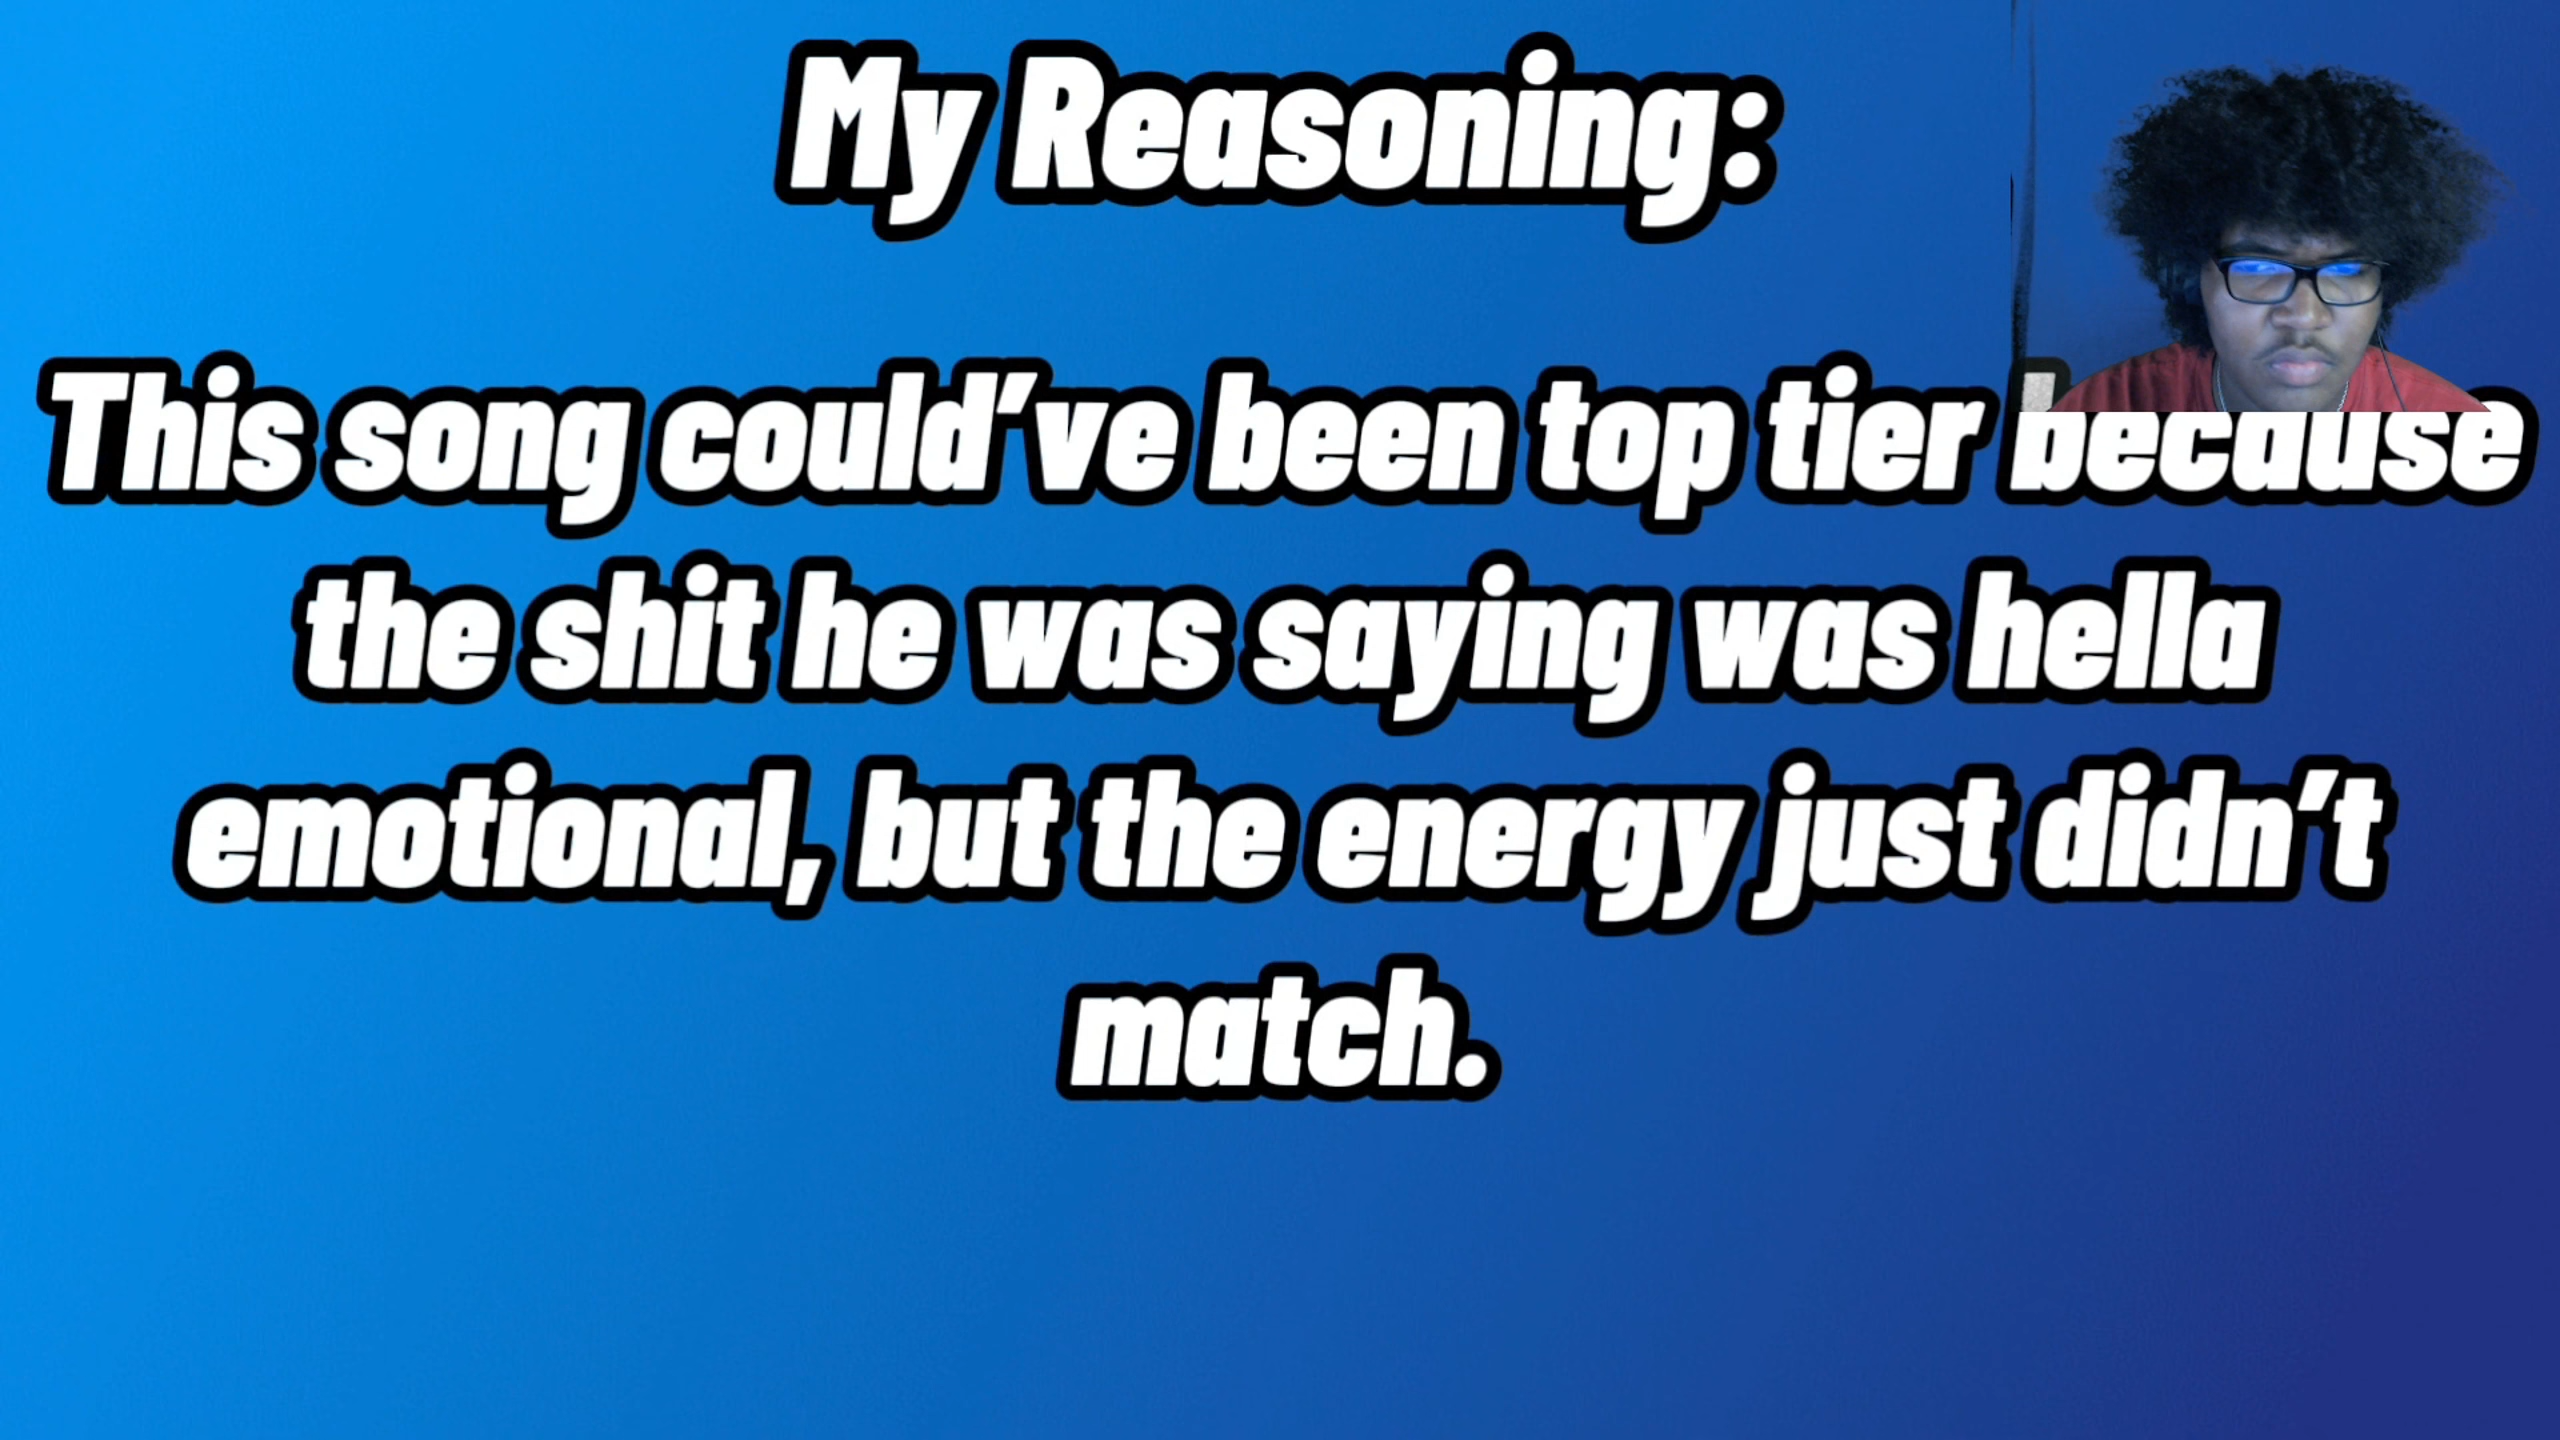 My Reasoning:
This song could've been top tier because
the shit he was saying was hella
emotional, but the energy just didn't
match.